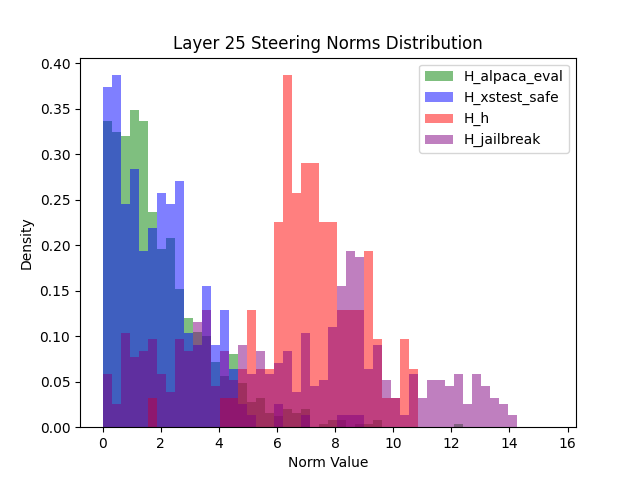 Layer 25 Steering Norms Distribution
H_alpaca_eval
H_xstest_safe
H_h
H_jailbreak
0.40
0.35
0.30
0.25
0.20
0.15
0.10
0.05
0.00
Density
0 2 4 6 8 10 12 14 16
Norm Value